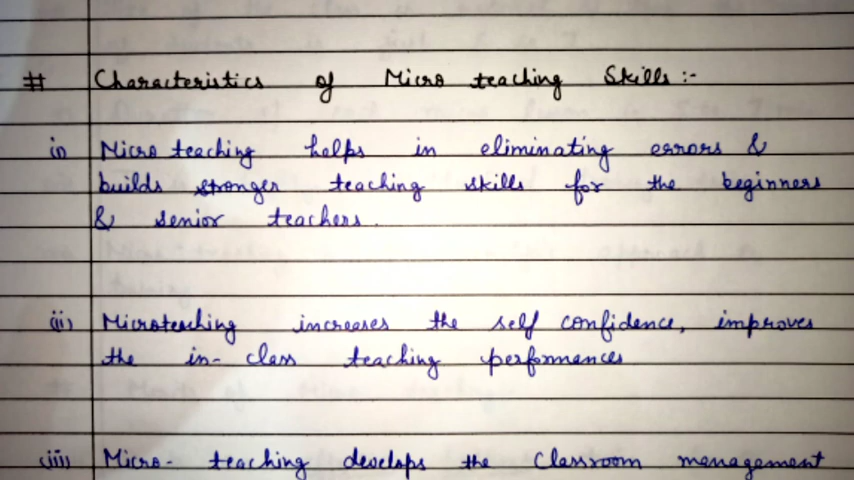 # Characteristics of Micro teaching Skills:-
i) Micro teaching helps in eliminating errors &
builds stronger teaching skills for the beginners
& senior teachers.
(ii) Microteaching increases the self confidence, improves
the in- class teaching performances
(iii) Micro- teaching develops the classroom management